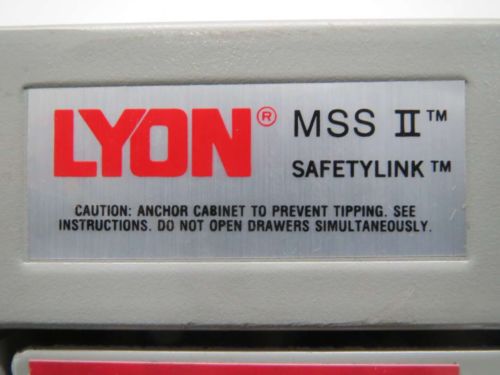 LYON® MSS II™
SAFETYLINK™
CAUTION: ANCHOR CABINET TO PREVENT TIPPING. SEE
INSTRUCTIONS. DO NOT OPEN DRAWERS SIMULTANEOUSLY.